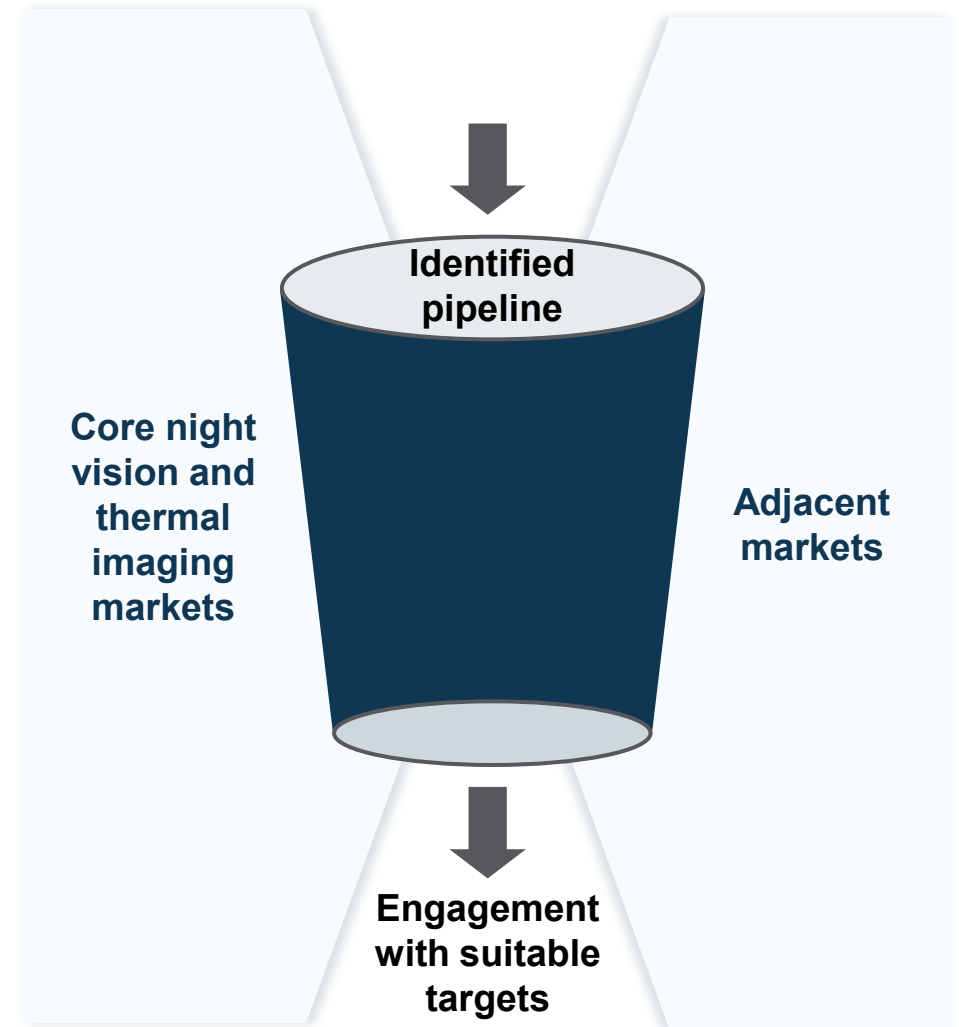 Identified
pipeline
Core night
vision and
thermal
imaging
markets
Adjacent
markets
Engagement
with suitable
targets